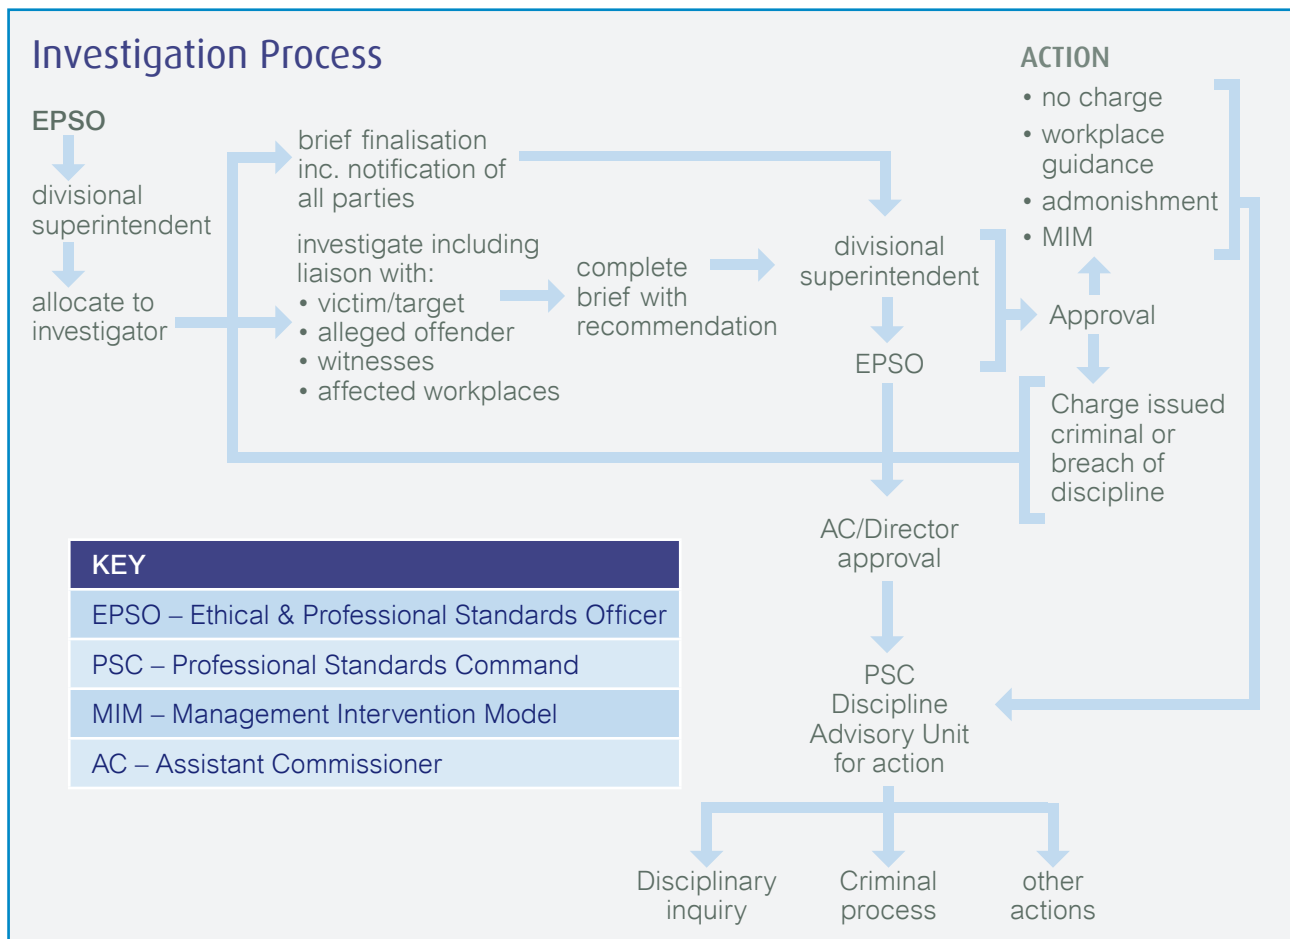 Investigation Process
EPSO
divisional
superintendent
allocate to
investigator
brief finalisation
inc. notification of
all parties
investigate including
liaison with:
• victim/target
• alleged offender
• witnesses
• affected workplaces
complete
brief with
recommendation
divisional
superintendent
EPSO
ACTION
• no charge
• workplace
guidance
• admonishment
• MIM
Approval
Charge issued
criminal or
breach of
discipline
AC/Director
approval
PSC
Discipline
Advisory Unit
for action
Disciplinary
inquiry
Criminal
process
other
actions
KEY
EPSO – Ethical & Professional Standards Officer
PSC – Professional Standards Command
MIM – Management Intervention Model
AC – Assistant Commissioner